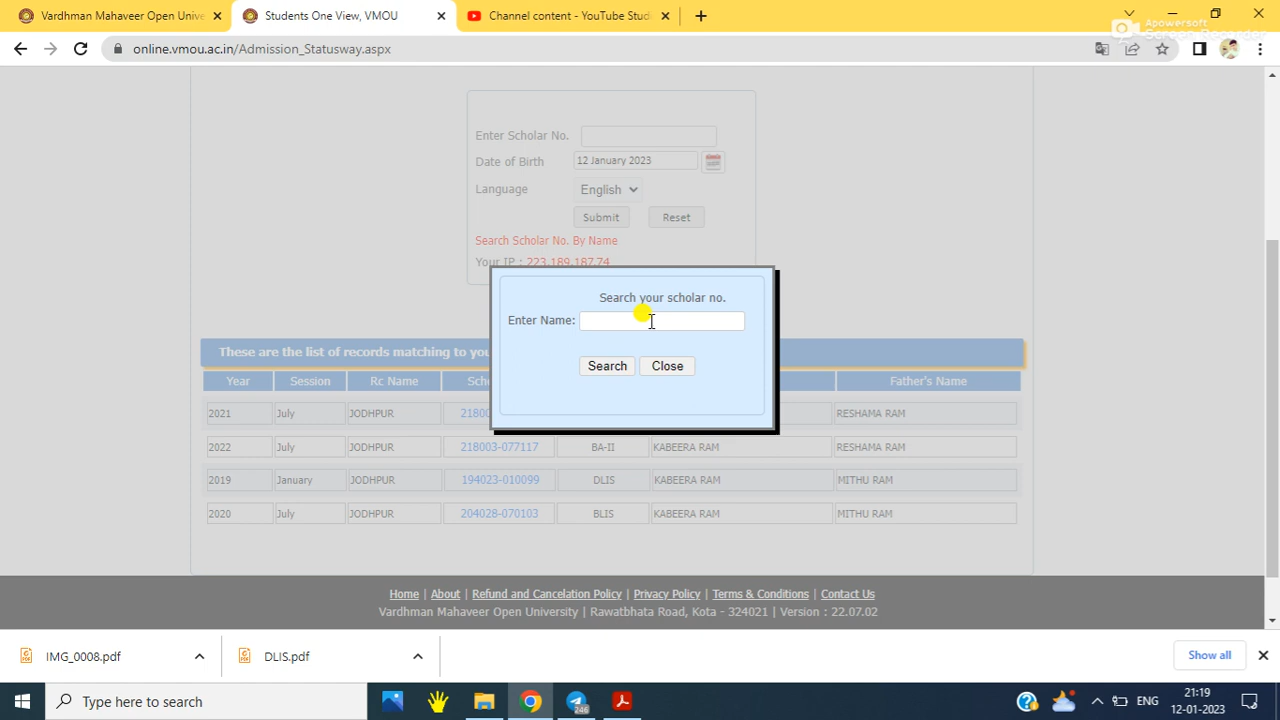 Vardhman Mahaveer Open Unive
Students One View, VMOU
Channel content - YouTube Stud
Apowersoft
Screen Recorder
online.vmou.ac.in/Admission_Statusway.aspx
Enter Scholar No.
Date of Birth 12 January 2023
Language English
Submit Reset
Search Scholar No. By Name
Your IP : 223.189.187.74
Search your scholar no.
Enter Name:
Search Close
These are the list of records matching to you
Year Session Rc Name Sch Father's Name
2021 July JODHPUR 21800 RESHAMA RAM
2022 July JODHPUR 218003-077117 BA-II KABEERA RAM RESHAMA RAM
2019 January JODHPUR 194023-010099 DLIS KABEERA RAM MITHU RAM
2020 July JODHPUR 204028-070103 BLIS KABEERA RAM MITHU RAM
Home | About | Refund and Cancelation Policy | Privacy Policy | Terms & Conditions | Contact Us
Vardhman Mahaveer Open University | Rawatbhata Road, Kota - 324021 | Version : 22.07.02
IMG_0008.pdf DLIS.pdf Show all
Type here to search 246 ENG 21:19
12-01-2023